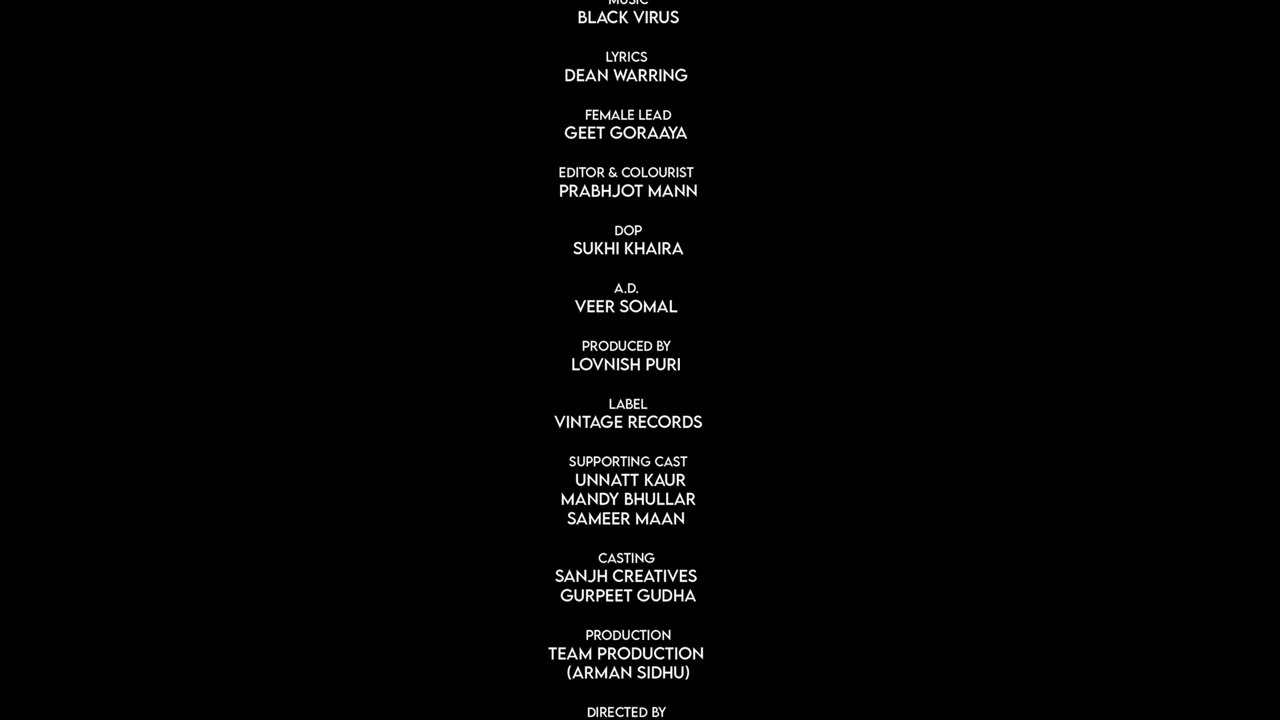 MUSIC
BLACK VIRUS
LYRICS
DEAN WARRING
FEMALE LEAD
GEET GORAAYA
EDITOR & COLOURIST
PRABHJOT MANN
DOP
SUKHI KHAIRA
A.D.
VEER SOMAL
PRODUCED BY
LOVNISH PURI
LABEL
VINTAGE RECORDS
SUPPORTING CAST
UNNATT KAUR
MANDY BHULLAR
SAMEER MAAN
CASTING
SANJH CREATIVES
GURPEET GUDHA
PRODUCTION
TEAM PRODUCTION
(ARMAN SIDHU)
DIRECTED BY